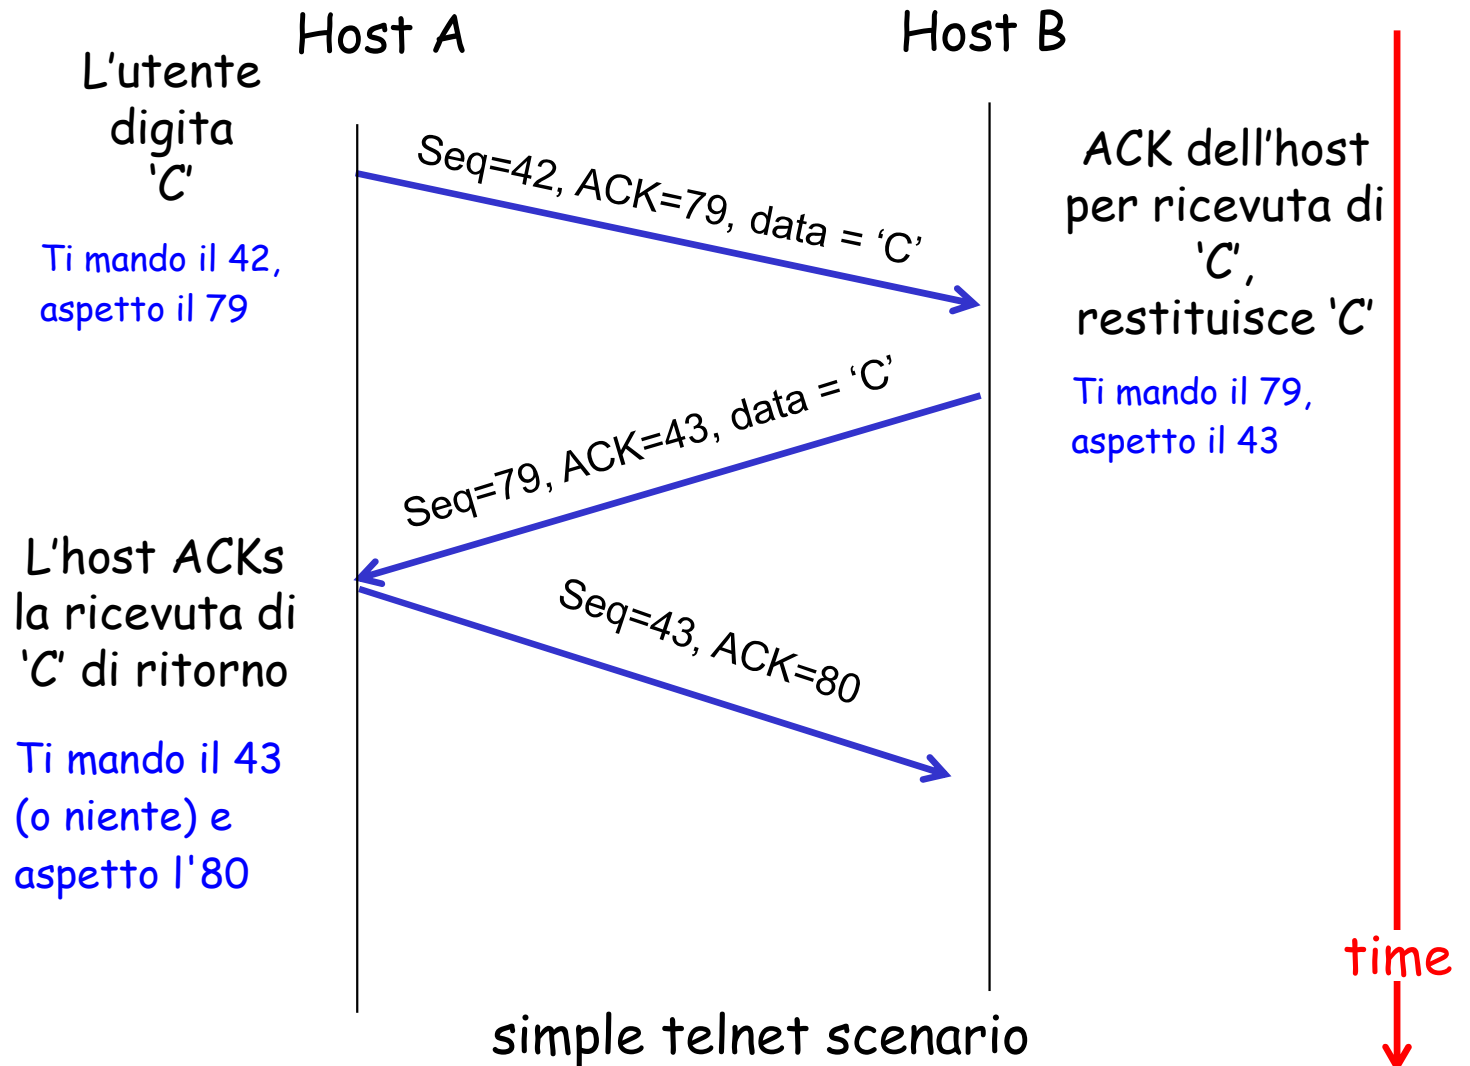 Host A
Host B
L'utente
digita
‘C’
Ti mando il 42,
aspetto il 79
Seq=42, ACK=79, data = ‘C’
ACK dell’host
per ricevuta di
‘C’,
restituisce ‘C’
Ti mando il 79,
aspetto il 43
Seq=79, ACK=43, data = ‘C’
L’host ACKs
la ricevuta di
‘C’ di ritorno
Seq=43, ACK=80
Ti mando il 43
(o niente) e
aspetto l'80
time
simple telnet scenario